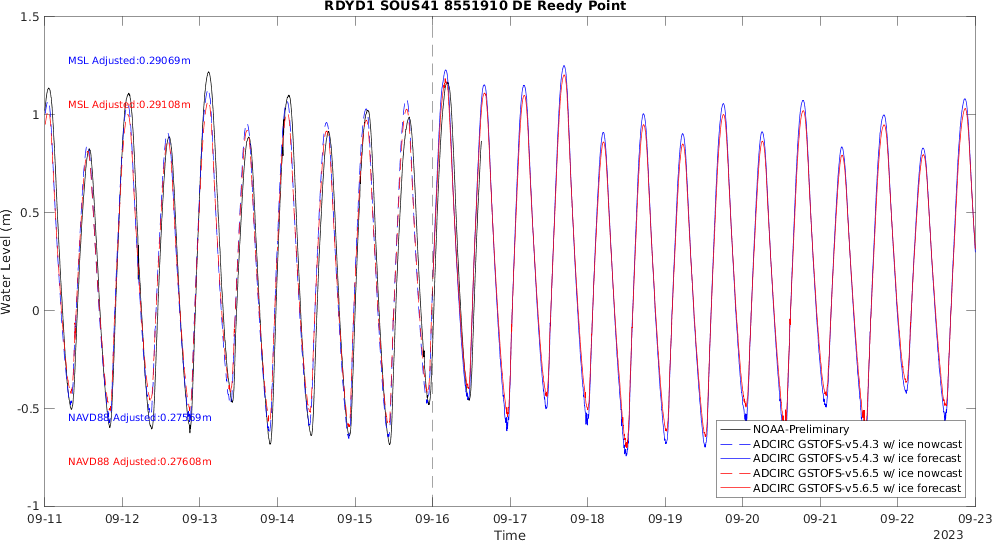 RDYD1 SOUS41 8551910 DE Reedy Point
1.5
1
0.5
0
-0.5
-1
Water Level (m)
MSL Adjusted:0.29069m
MSL Adjusted:0.29108m
NAVD88 Adjusted:0.27569m
NAVD88 Adjusted:0.27608m
NOAA-Preliminary
ADCIRC GSTOFS-v5.4.3 w/ ice nowcast
ADCIRC GSTOFS-v5.4.3 w/ ice forecast
ADCIRC GSTOFS-v5.6.5 w/ ice nowcast
ADCIRC GSTOFS-v5.6.5 w/ ice forecast
09-11 09-12 09-13 09-14 09-15 09-16 09-17 09-18 09-19 09-20 09-21 09-22 09-23
Time
2023